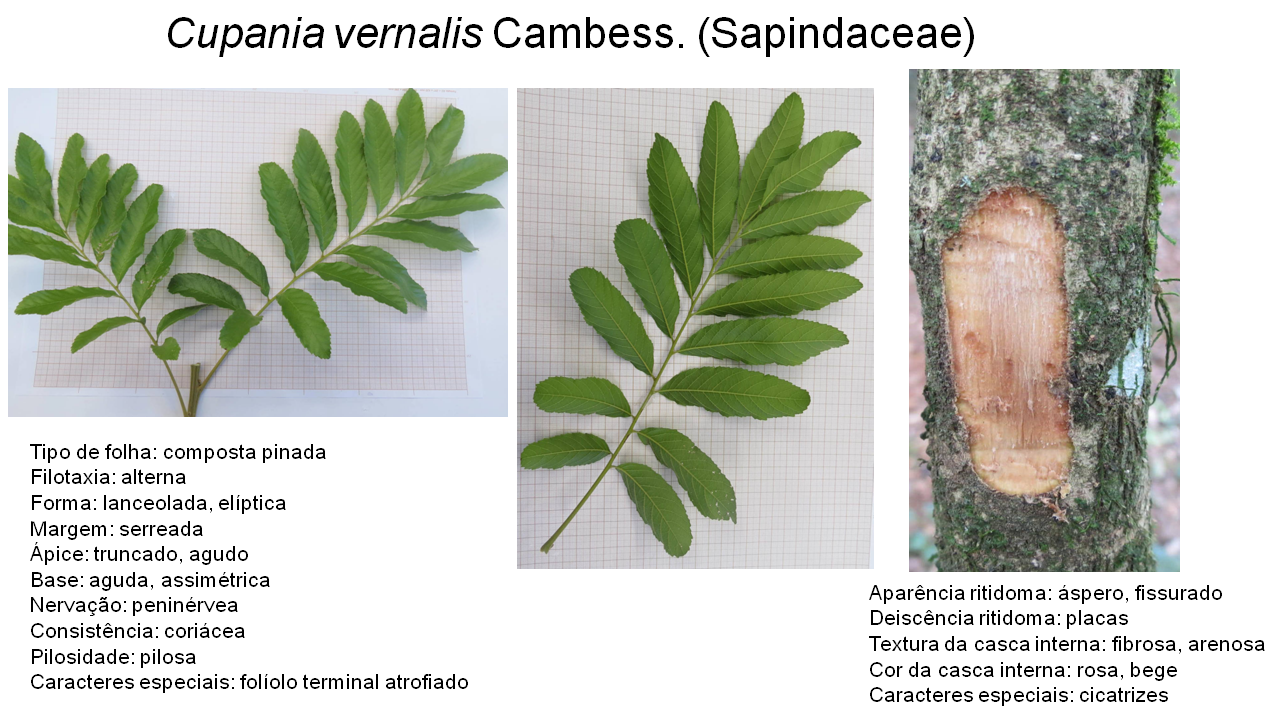 Cupania vernalis Cambess. (Sapindaceae)
Tipo de folha: composta pinada
Filotaxia: alterna
Forma: lanceolada, elíptica
Margem: serreada
Ápice: truncado, agudo
Base: aguda, assimétrica
Nervação: peninérvea
Consistência: coriácea
Pilosidade: pilosa
Caracteres especiais: folíolo terminal atrofiado
Aparência ritidoma: áspero, fissurado
Deiscência ritidoma: placas
Textura da casca interna: fibrosa, arenosa
Cor da casca interna: rosa, bege
Caracteres especiais: cicatrizes